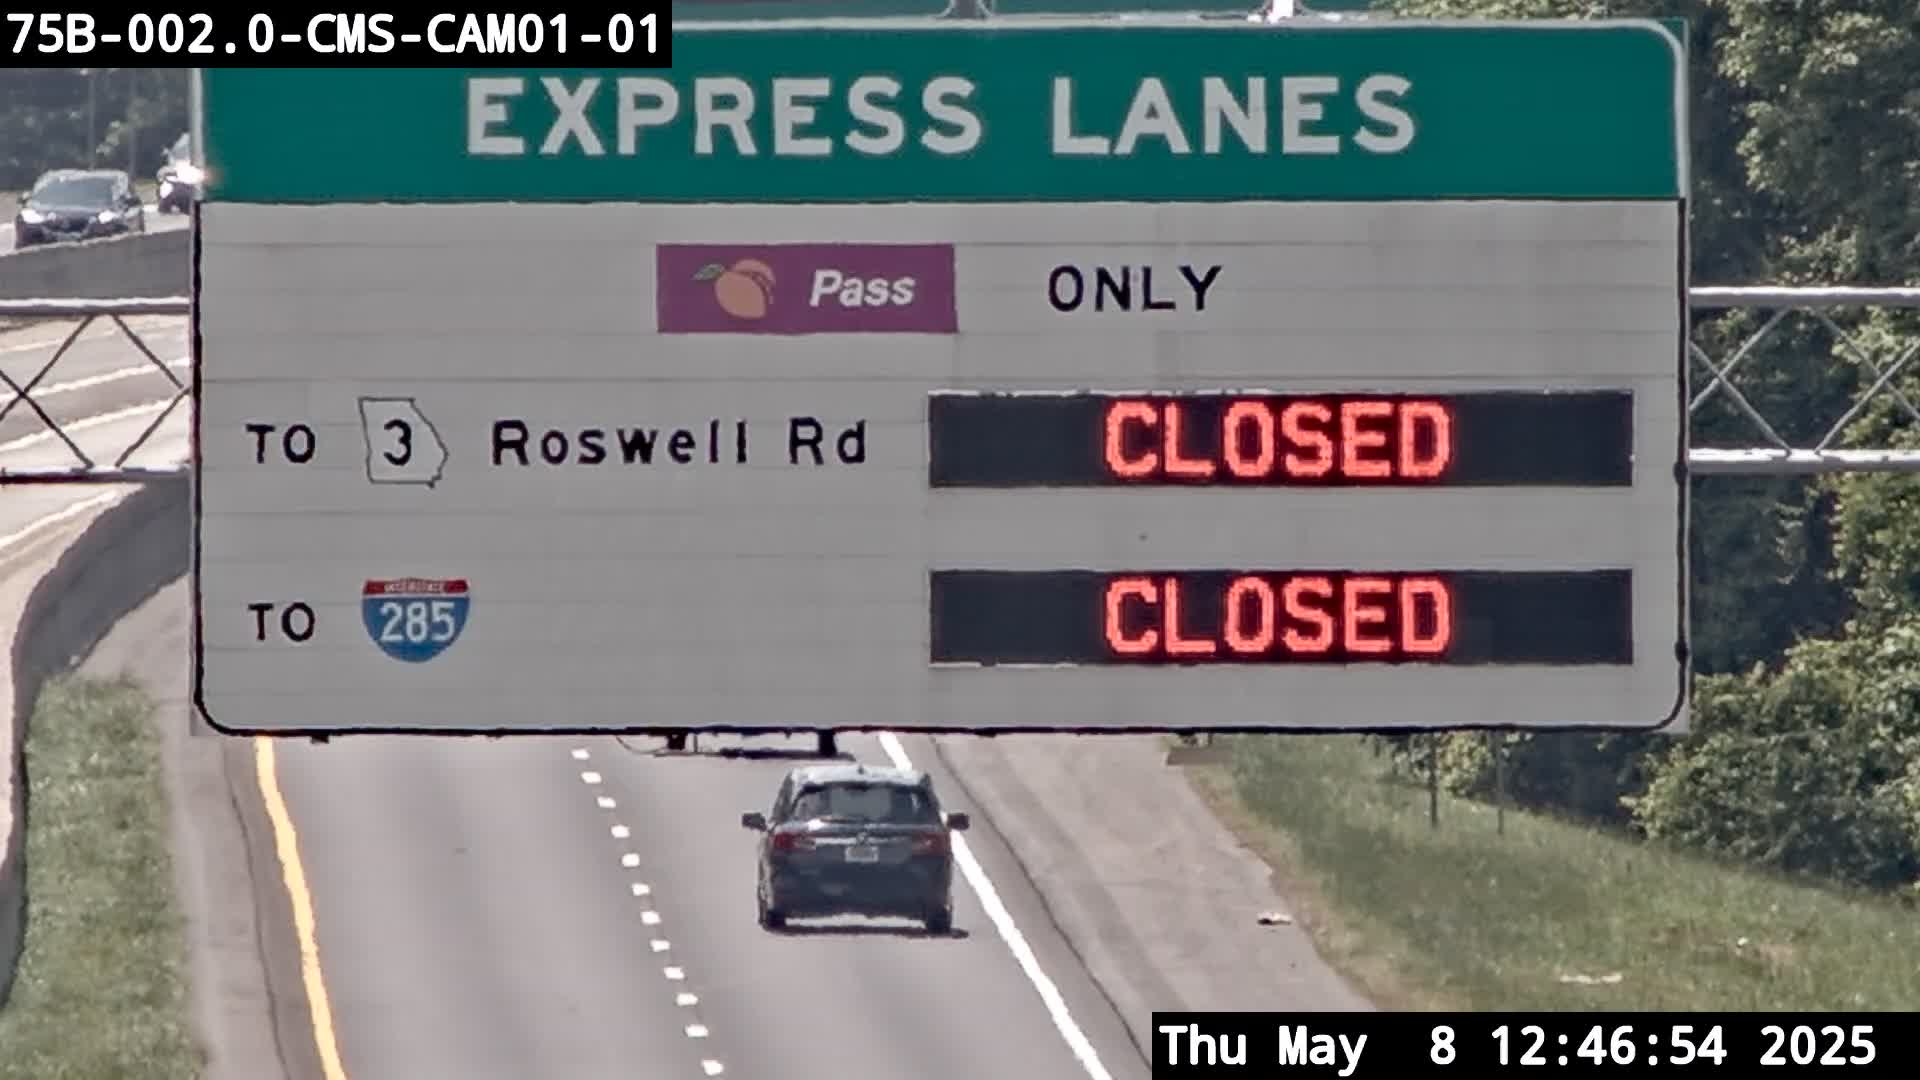 75B-002.0-CMS-CAM01-01
EXPRESS LANES
Pass ONLY
TO 3 Roswell Rd CLOSED
TO 285 CLOSED
Thu May 8 12:46:54 2025